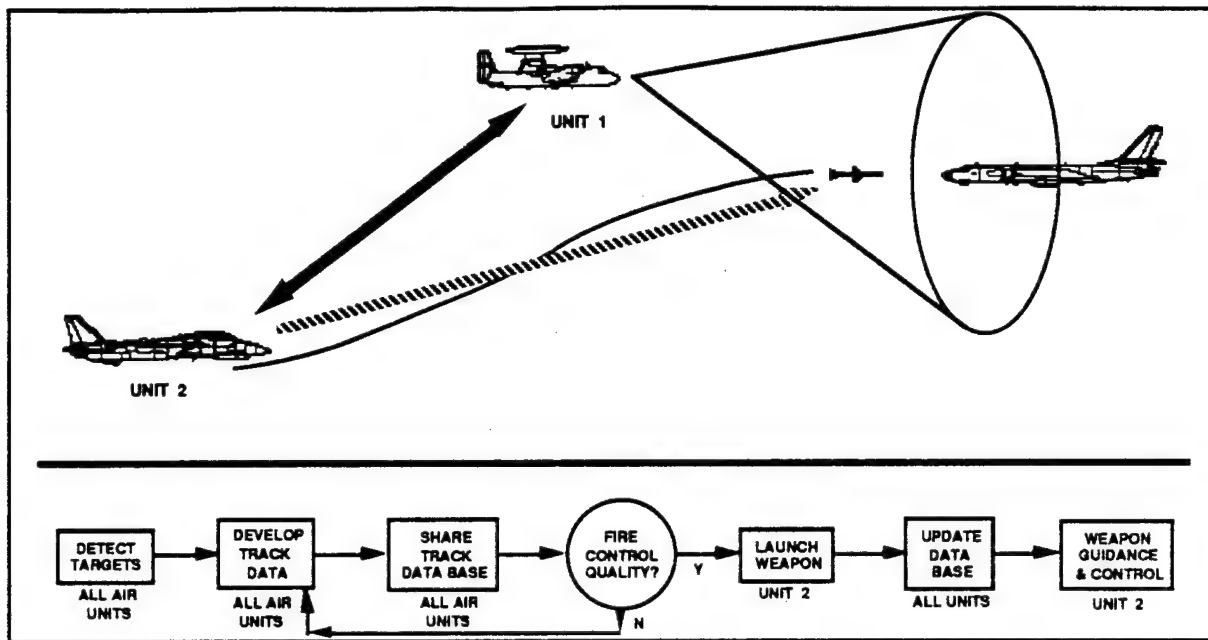 UNIT 1
UNIT 2
DETECT
TARGETS
ALL AIR
UNITS
DEVELOP
TRACK
DATA
ALL AIR
UNITS
SHARE
TRACK
DATA BASE
ALL AIR
UNITS
FIRE
CONTROL
QUALITY?
Y
N
LAUNCH
WEAPON
UNIT 2
UPDATE
DATA
BASE
ALL UNITS
WEAPON
GUIDANCE
& CONTROL
UNIT 2